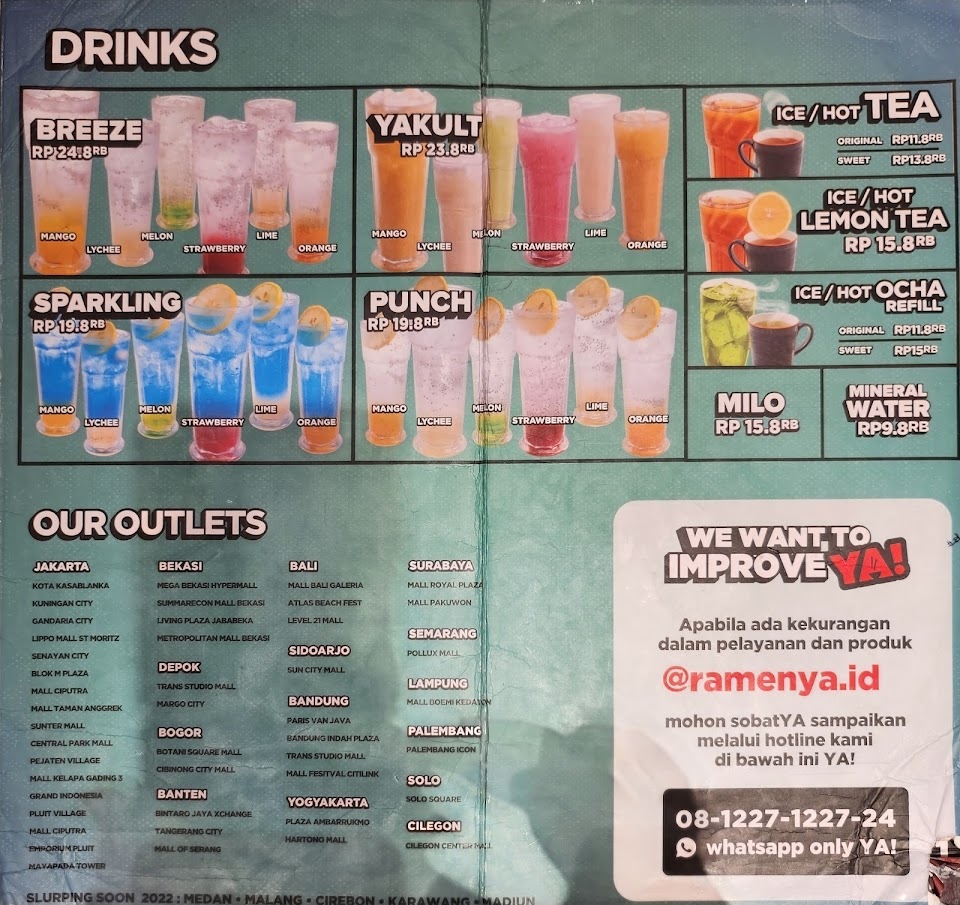 DRINKS
BREEZE
RP 24.8RB
MANGO
LYCHEE
MELON
STRAWBERRY
LIME
ORANGE
YAKULT
RP 23.8RB
MANGO
LYCHEE
MELON
STRAWBERRY
LIME
ORANGE
ICE / HOT TEA
ORIGINAL RP11.8RB
SWEET RP13.8RB
ICE / HOT
LEMON TEA
RP 15.8RB
SPARKLING
RP 19.8RB
MANGO
LYCHEE
MELON
STRAWBERRY
LIME
ORANGE
PUNCH
RP 19.8RB
MANGO
LYCHEE
MELON
STRAWBERRY
LIME
ORANGE
ICE / HOT OCHA
REFILL
ORIGINAL RP11.8RB
SWEET RP15RB
MILO
RP 15.8RB
MINERAL
WATER
RP9.8RB
OUR OUTLETS
JAKARTA
KOTA KASABLANKA
KUNINGAN CITY
GANDARIA CITY
LIPPO MALL ST MORITZ
SENAYAN CITY
BLOK M PLAZA
MALL CIPUTRA
MALL TAMAN ANGGREK
SUNTER MALL
CENTRAL PARK MALL
PEJATEN VILLAGE
MALL KELAPA GADING 3
GRAND INDONESIA
PLUIT VILLAGE
MALL CIPUTRA
EMPORIUM PLUIT
MAYAPADA TOWER
BEKASI
MEGA BEKASI HYPERMALL
SUMMARECON MALL BEKASI
LIVING PLAZA JABABEKA
METROPOLITAN MALL BEKASI
DEPOK
TRANS STUDIO MALL
MARGO CITY
BOGOR
BOTANI SQUARE MALL
CIBINONG CITY MALL
BANTEN
BINTARO JAYA XCHANGE
TANGERANG CITY
MALL OF SERANG
BALI
MALL BALI GALERIA
ATLAS BEACH FEST
LEVEL 21 MALL
SIDOARJO
SUN CITY MALL
BANDUNG
PARIS VAN JAVA
BANDUNG INDAH PLAZA
TRANS STUDIO MALL
MALL FESITVAL CITILINK
YOGYAKARTA
PLAZA AMBARRUKMO
HARTONO MALL
SURABAYA
MALL ROYAL PLAZA
MALL PAKUWON
SEMARANG
POLLUX MALL
LAMPUNG
MALL BOEMI KEDATON
PALEMBANG
PALEMBANG ICON
SOLO
SOLO SQUARE
CILEGON
CILEGON CENTER MALL
SLURPING SOON 2022 : MEDAN • MALANG • CIREBON • KARAWANG • MADIUN
WE WANT TO
IMPROVE YA!
Apabila ada kekurangan
dalam pelayanan dan produk
@ramenya.id
mohon sobatYA sampaikan
melalui hotline kami
di bawah ini YA!
08-1227-1227-24
whatsapp only YA!